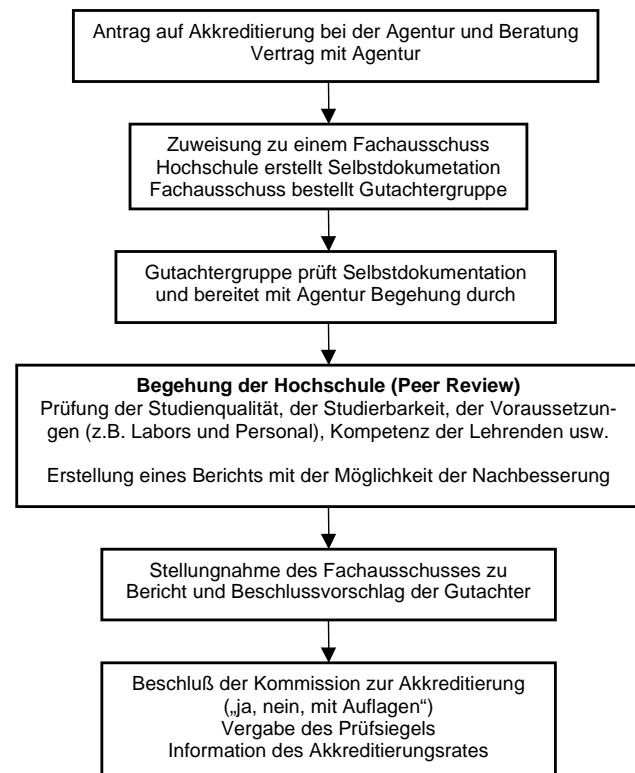 Antrag auf Akkreditierung bei der Agentur und Beratung
Vertrag mit Agentur
Zuweisung zu einem Fachausschuss
Hochschule erstellt Selbstdokumetation
Fachausschuss bestellt Gutachtergruppe
Gutachtergruppe prüft Selbstdokumentation
und bereitet mit Agentur Begehung durch
Begehung der Hochschule (Peer Review)
Prüfung der Studienqualität, der Studierbarkeit, der Voraussetzun-
gen (z.B. Labors und Personal), Kompetenz der Lehrenden usw.
Erstellung eines Berichts mit der Möglichkeit der Nachbesserung
Stellungnahme des Fachausschusses zu
Bericht und Beschlussvorschlag der Gutachter
Beschluß der Kommission zur Akkreditierung
(„ja, nein, mit Auflagen“)
Vergabe des Prüfsiegels
Information des Akkreditierungsrates